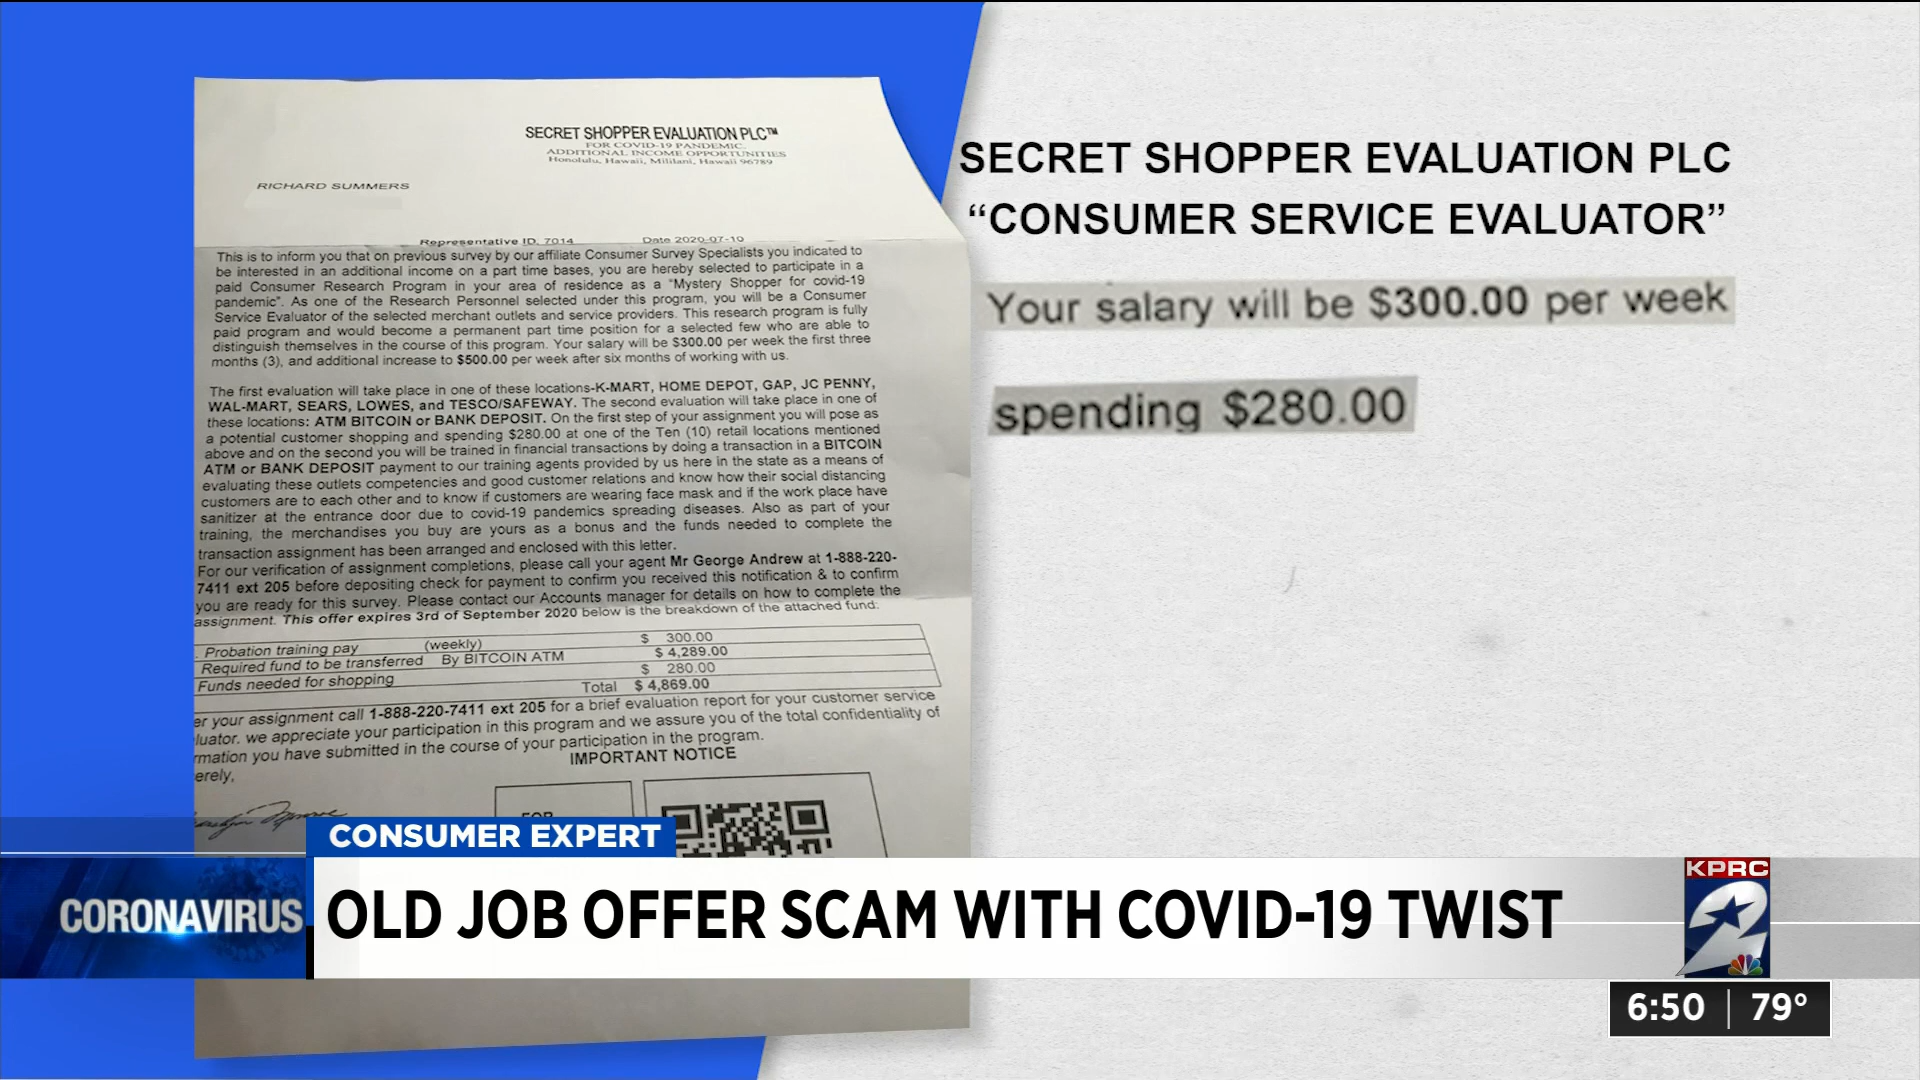 SECRET SHOPPER EVALUATION PLC™
FOR COVID-19 PANDEMIC.
ADDITIONAL INCOME OPPORTUNITIES
Honolulu, Hawaii, Mililani, Hawaii 96789
RICHARD SUMMERS
Representative ID. 7014 Date 2020-07-10
This is to inform you that on previous survey by our affiliate Consumer Survey Specialists you indicated to
be interested in an additional income on a part time bases, you are hereby selected to participate in a
paid Consumer Research Program in your area of residence as a "Mystery Shopper for covid-19
pandemic". As one of the Research Personnel selected under this program, you will be a Consumer
Service Evaluator of the selected merchant outlets and service providers. This research program is fully
paid program and would become a permanent part time position for a selected few who are able to
distinguish themselves in the course of this program. Your salary will be $300.00 per week the first three
months (3), and additional increase to $500.00 per week after six months of working with us.
The first evaluation will take place in one of these locations-K-MART, HOME DEPOT, GAP, JC PENNY,
WAL-MART, SEARS, LOWES, and TESCO/SAFEWAY. The second evaluation will take place in one of
these locations: ATM BITCOIN or BANK DEPOSIT. On the first step of your assignment you will pose as
a potential customer shopping and spending $280.00 at one of the Ten (10) retail locations mentioned
above and on the second you will be trained in financial transactions by doing a transaction in a BITCOIN
ATM or BANK DEPOSIT payment to our training agents provided by us here in the state as a means of
evaluating these outlets competencies and good customer relations and know how their social distancing
customers are to each other and to know if customers are wearing face mask and if the work place have
sanitizer at the entrance door due to covid-19 pandemics spreading diseases. Also as part of your
training, the merchandises you buy are yours as a bonus and the funds needed to complete the
transaction assignment has been arranged and enclosed with this letter.
For our verification of assignment completions, please call your agent Mr George Andrew at 1-888-220-
7411 ext 205 before depositing check for payment to confirm you received this notification & to confirm
you are ready for this survey. Please contact our Accounts manager for details on how to complete the
assignment. This offer expires 3rd of September 2020 below is the breakdown of the attached fund:
Probation training pay (weekly) $ 300.00
Required fund to be transferred By BITCOIN ATM $ 4,289.00
Funds needed for shopping $ 280.00
Total $ 4,869.00
er your assignment call 1-888-220-7411 ext 205 for a brief evaluation report for your customer service
luator. we appreciate your participation in this program and we assure you of the total confidentiality of
rmation you have submitted in the course of your participation in the program.
erely,
IMPORTANT NOTICE
FOR
SECRET SHOPPER EVALUATION PLC
“CONSUMER SERVICE EVALUATOR”
Your salary will be $300.00 per week
spending $280.00
CONSUMER EXPERT
CORONAVIRUS
OLD JOB OFFER SCAM WITH COVID-19 TWIST
KPRC
2
6:50 79°